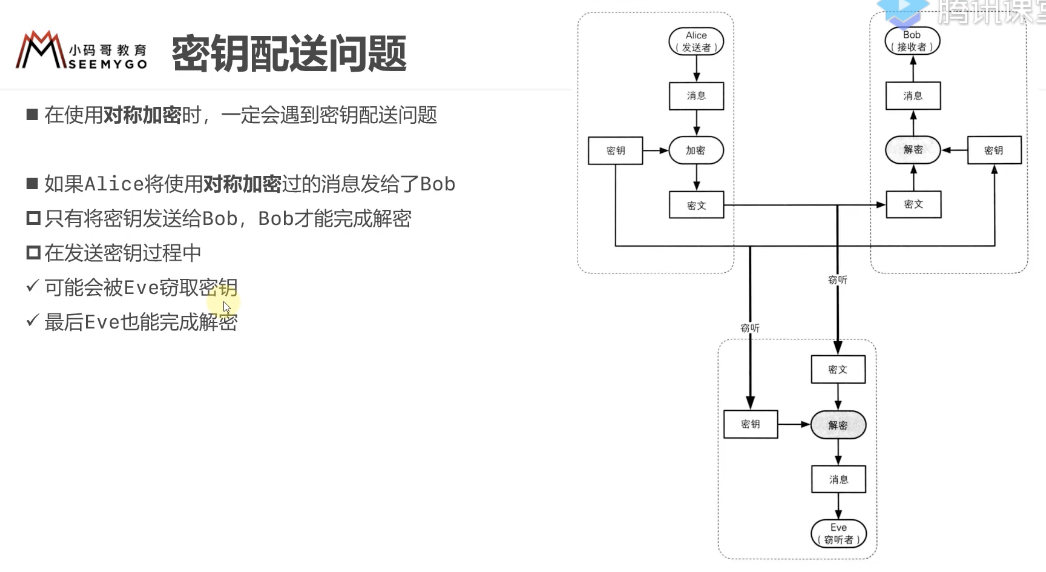 小码哥教育
SEEMYGO
密钥配送问题
腾讯课堂
■ 在使用对称加密时，一定会遇到密钥配送问题
■ 如果Alice将使用对称加密过的消息发给了Bob
只有将密钥发送给Bob，Bob才能完成解密
在发送密钥过程中
✓ 可能会被Eve窃取密钥
✓ 最后Eve也能完成解密
Alice
（发送者）
消息
密钥
加密
密文
Bob
（接收者）
消息
解密
密钥
密文
窃听
窃听
密文
密钥
解密
消息
Eve
（窃听者）